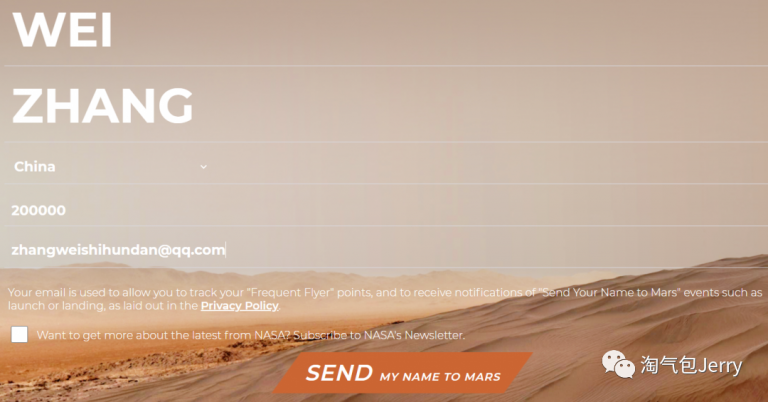 WEI
ZHANG
China
200000
zhangweishihundan@qq.com
Your email is used to allow you to track your "Frequent Flyer" points, and to receive notifications of "Send Your Name to Mars" events such as
launch or landing, as laid out in the Privacy Policy.
Want to get more about the latest from NASA? Subscribe to NASA's Newsletter.
SEND MY NAME TO MARS
淘气包Jerry